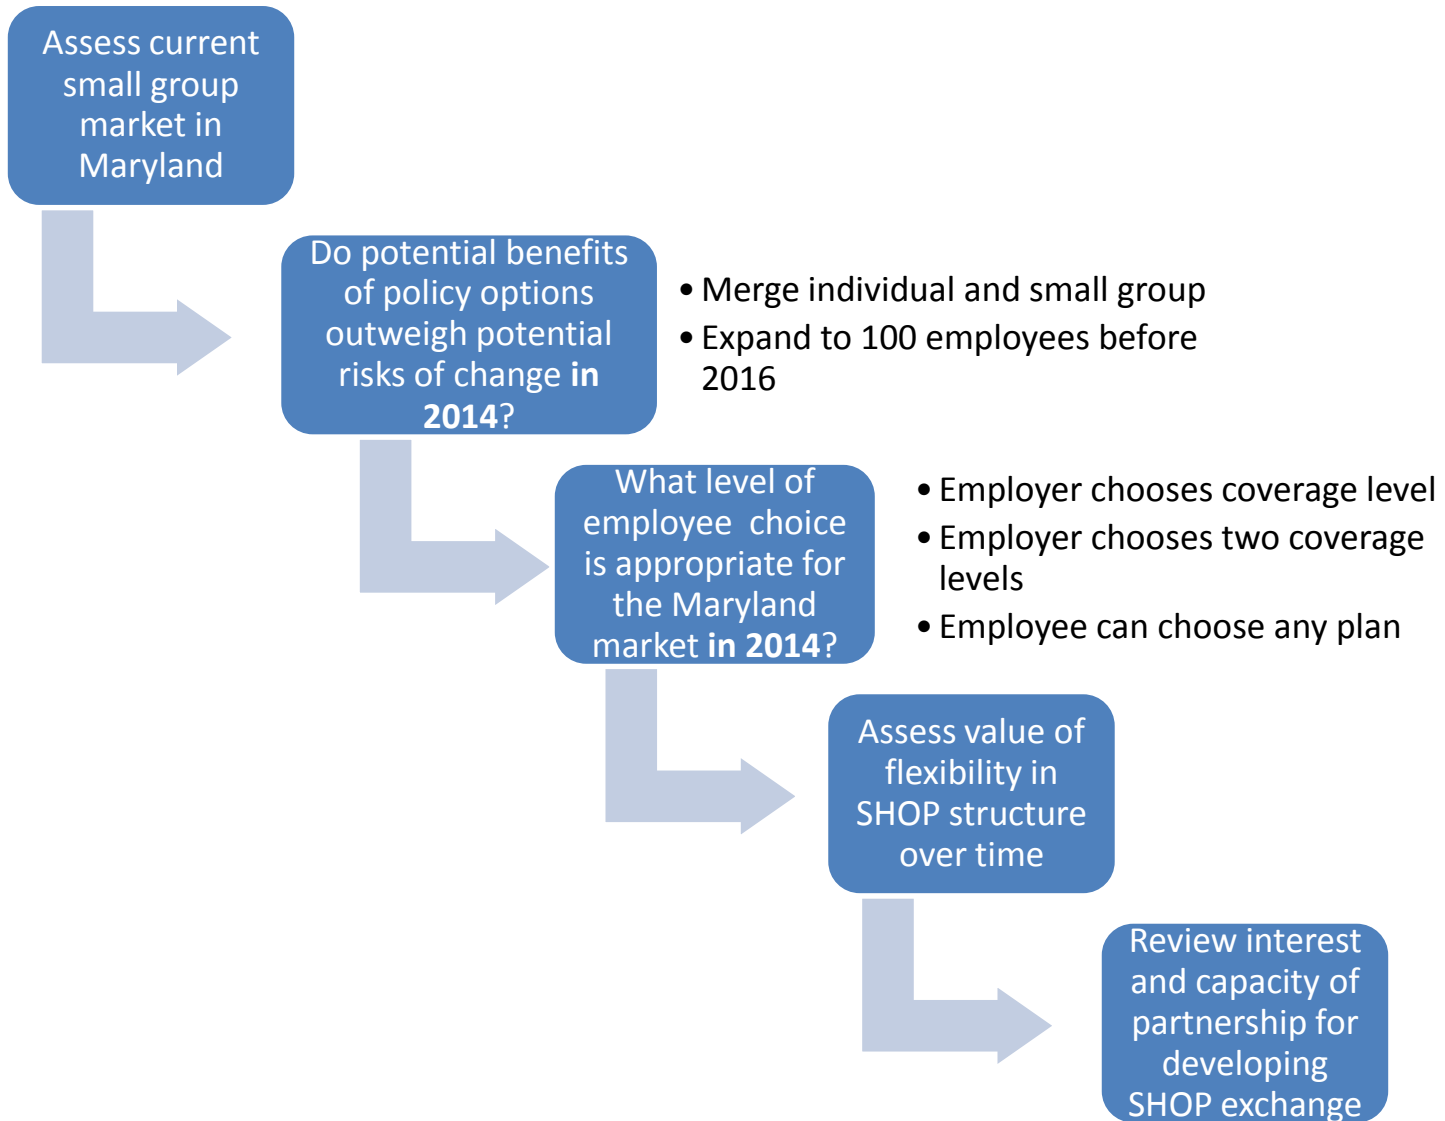 Assess current
small group
market in
Maryland
Do potential benefits
of policy options
outweigh potential
risks of change in
2014?
• Merge individual and small group
• Expand to 100 employees before
2016
What level of
employee choice
is appropriate for
the Maryland
market in 2014?
• Employer chooses coverage level
• Employer chooses two coverage
levels
• Employee can choose any plan
Assess value of
flexibility in
SHOP structure
over time
Review interest
and capacity of
partnership for
developing
SHOP exchange